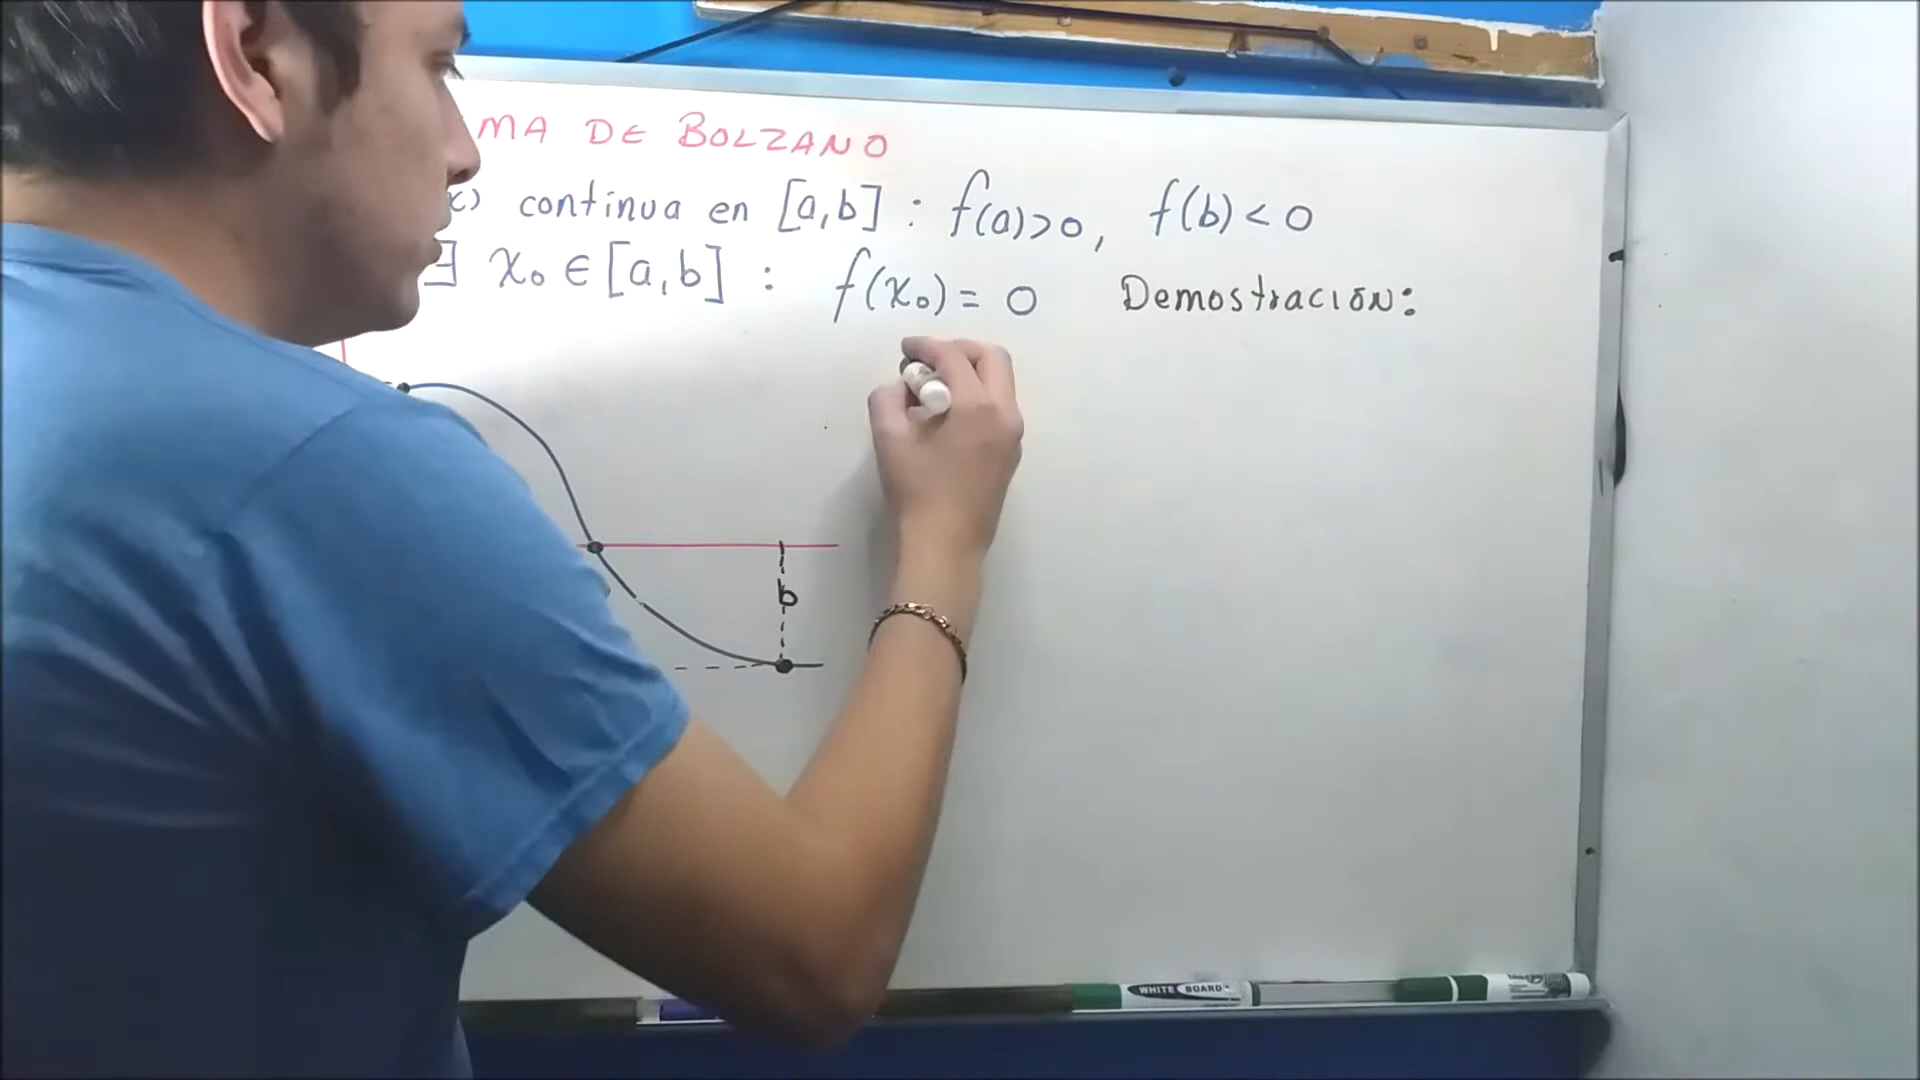 MA DE BOLZANO
x) continua en [a,b] : f(a)>0, f(b)<0
∃ x₀ ∈ [a,b] : f(x₀) = 0 Demostración:
b
WHITE BOARD